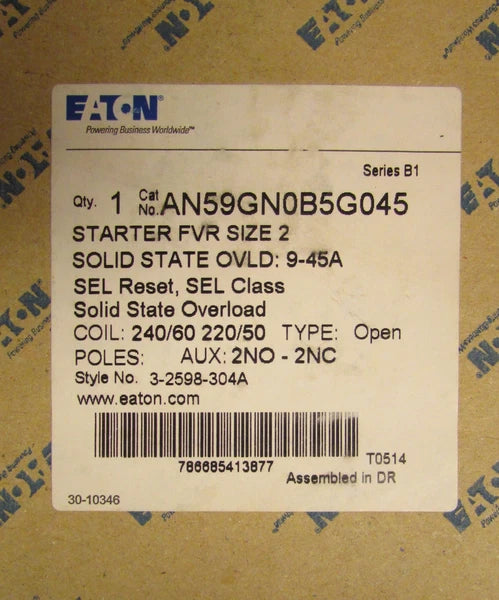 EATON
Powering Business Worldwide™
Series B1
Qty. 1 Cat No. AN59GN0B5G045
STARTER FVR SIZE 2
SOLID STATE OVLD: 9-45A
SEL Reset, SEL Class
Solid State Overload
COIL: 240/60 220/50 TYPE: Open
POLES: AUX: 2NO - 2NC
Style No. 3-2598-304A
www.eaton.com
786685413877
T0514
Assembled in DR
30-10346